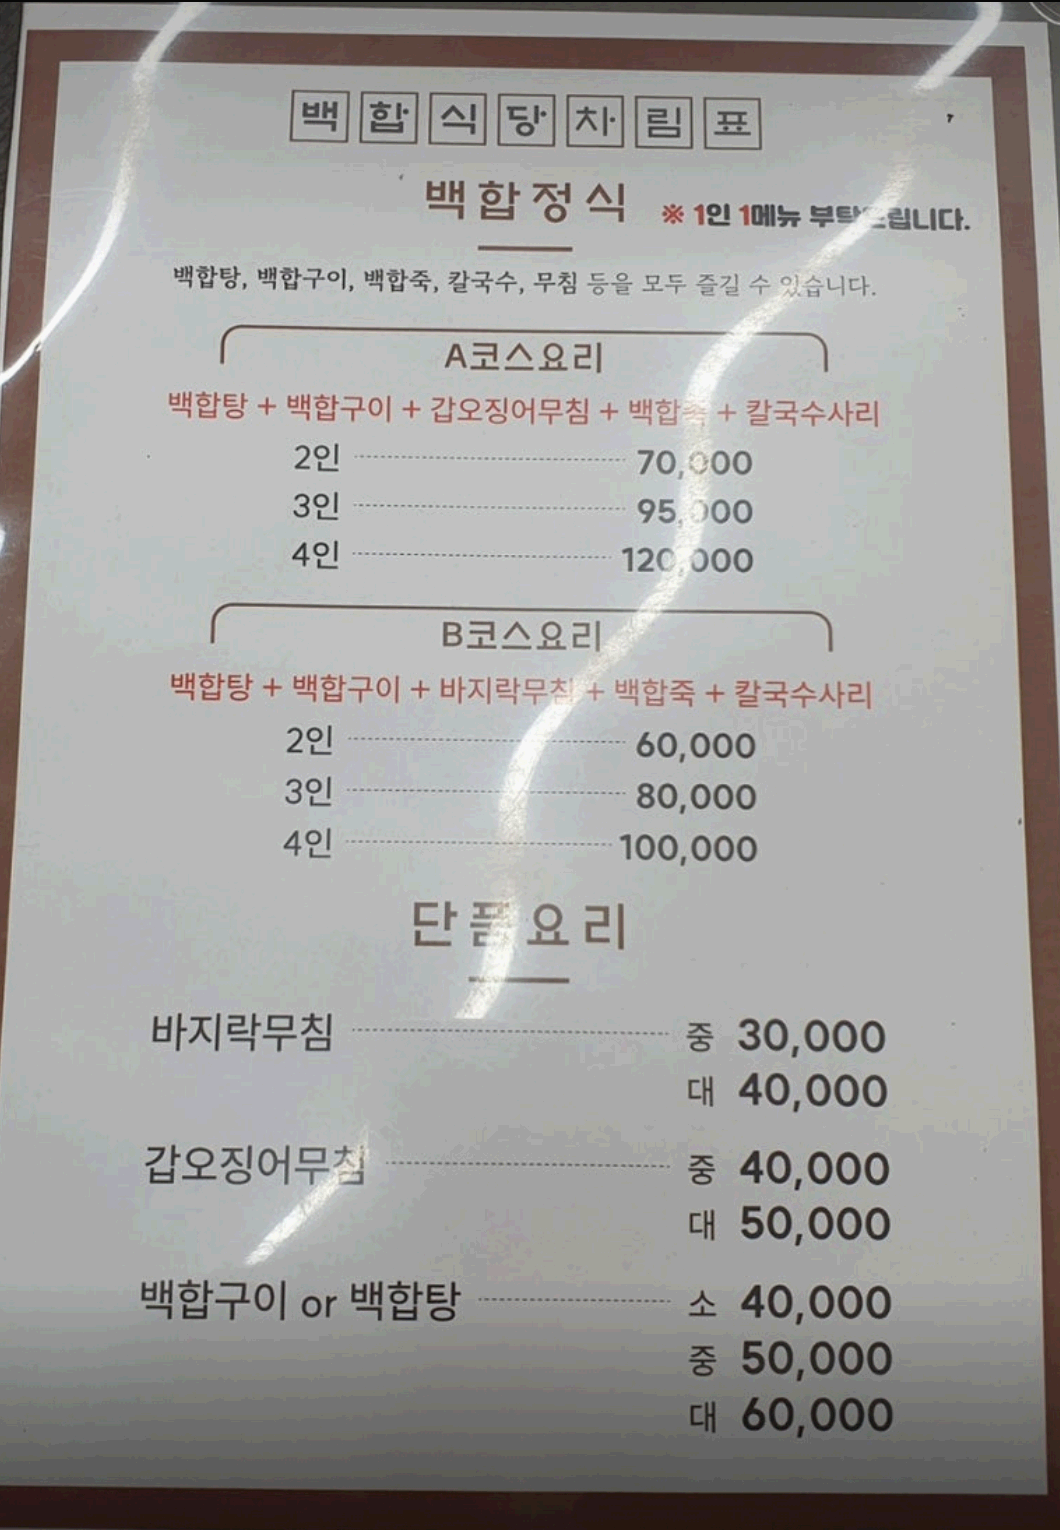 백합식당차림표
백합정식 ※ 1인 1메뉴 부탁드립니다.
백합탕, 백합구이, 백합죽, 칼국수, 무침 등을 모두 즐길 수 있습니다.
A코스요리
백합탕 + 백합구이 + 갑오징어무침 + 백합죽 + 칼국수사리
2인 70,000
3인 95,000
4인 120,000
B코스요리
백합탕 + 백합구이 + 바지락무침 + 백합죽 + 칼국수사리
2인 60,000
3인 80,000
4인 100,000
단품요리
바지락무침 중 30,000
대 40,000
갑오징어무침 중 40,000
대 50,000
백합구이 or 백합탕 소 40,000
중 50,000
대 60,000